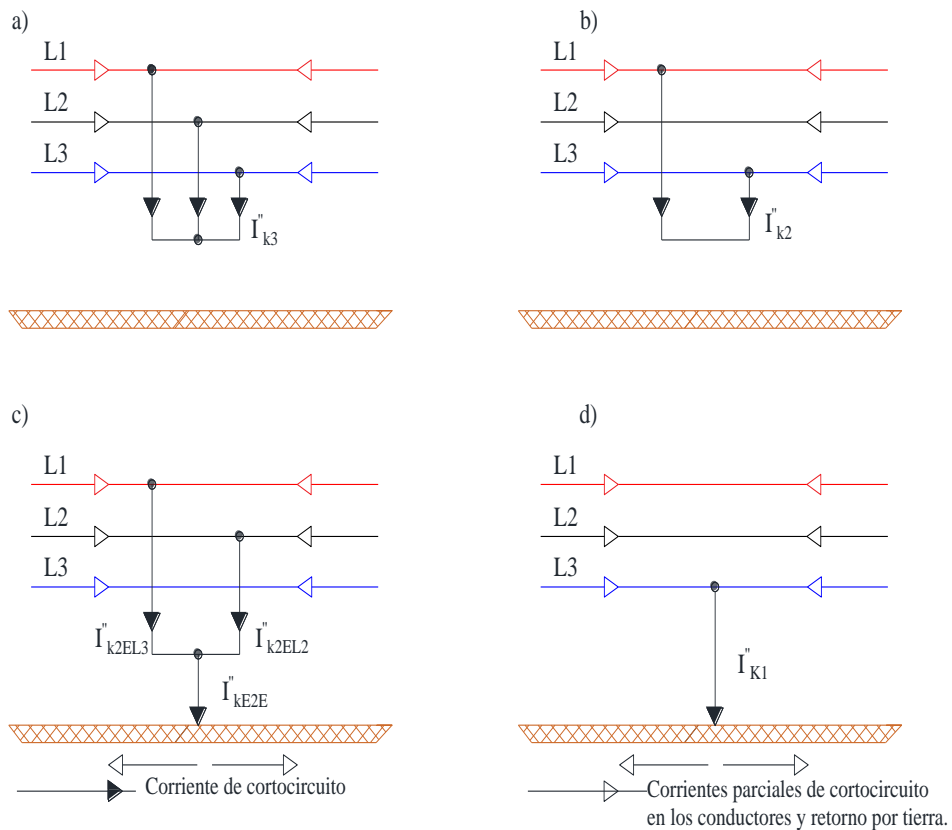 a)
L1
L2
L3
I"k3
b)
L1
L2
L3
I"k2
c)
L1
L2
L3
I"k2EL3
I"k2EL2
I"kE2E
Corriente de cortocircuito
d)
L1
L2
L3
I"K1
Corrientes parciales de cortocircuito
en los conductores y retorno por tierra.